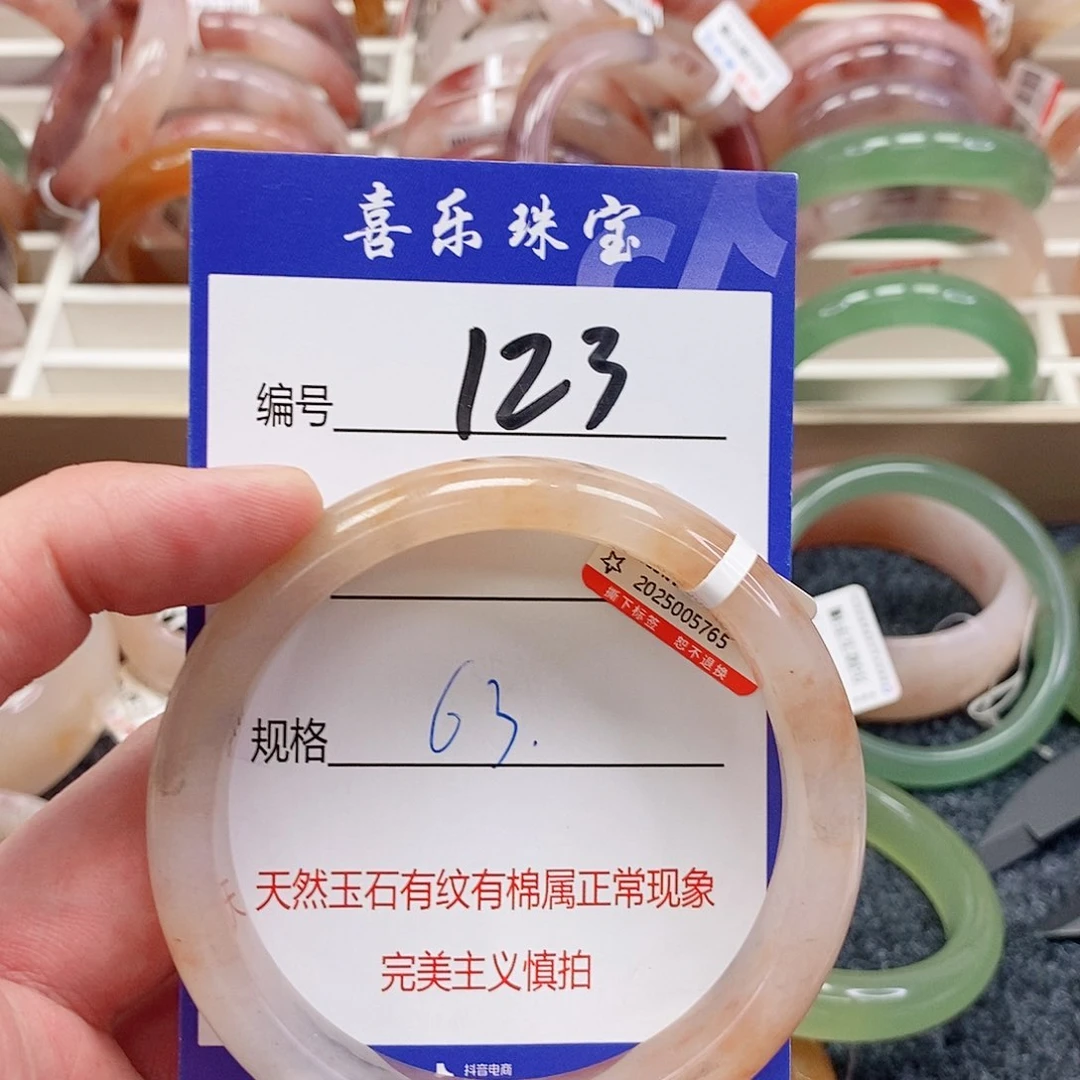 喜乐珠宝
编号 123
2025005765
撕下标签 恕不退换
规格 63.
天然玉石有纹有棉属正常现象
完美主义慎拍
抖音电商